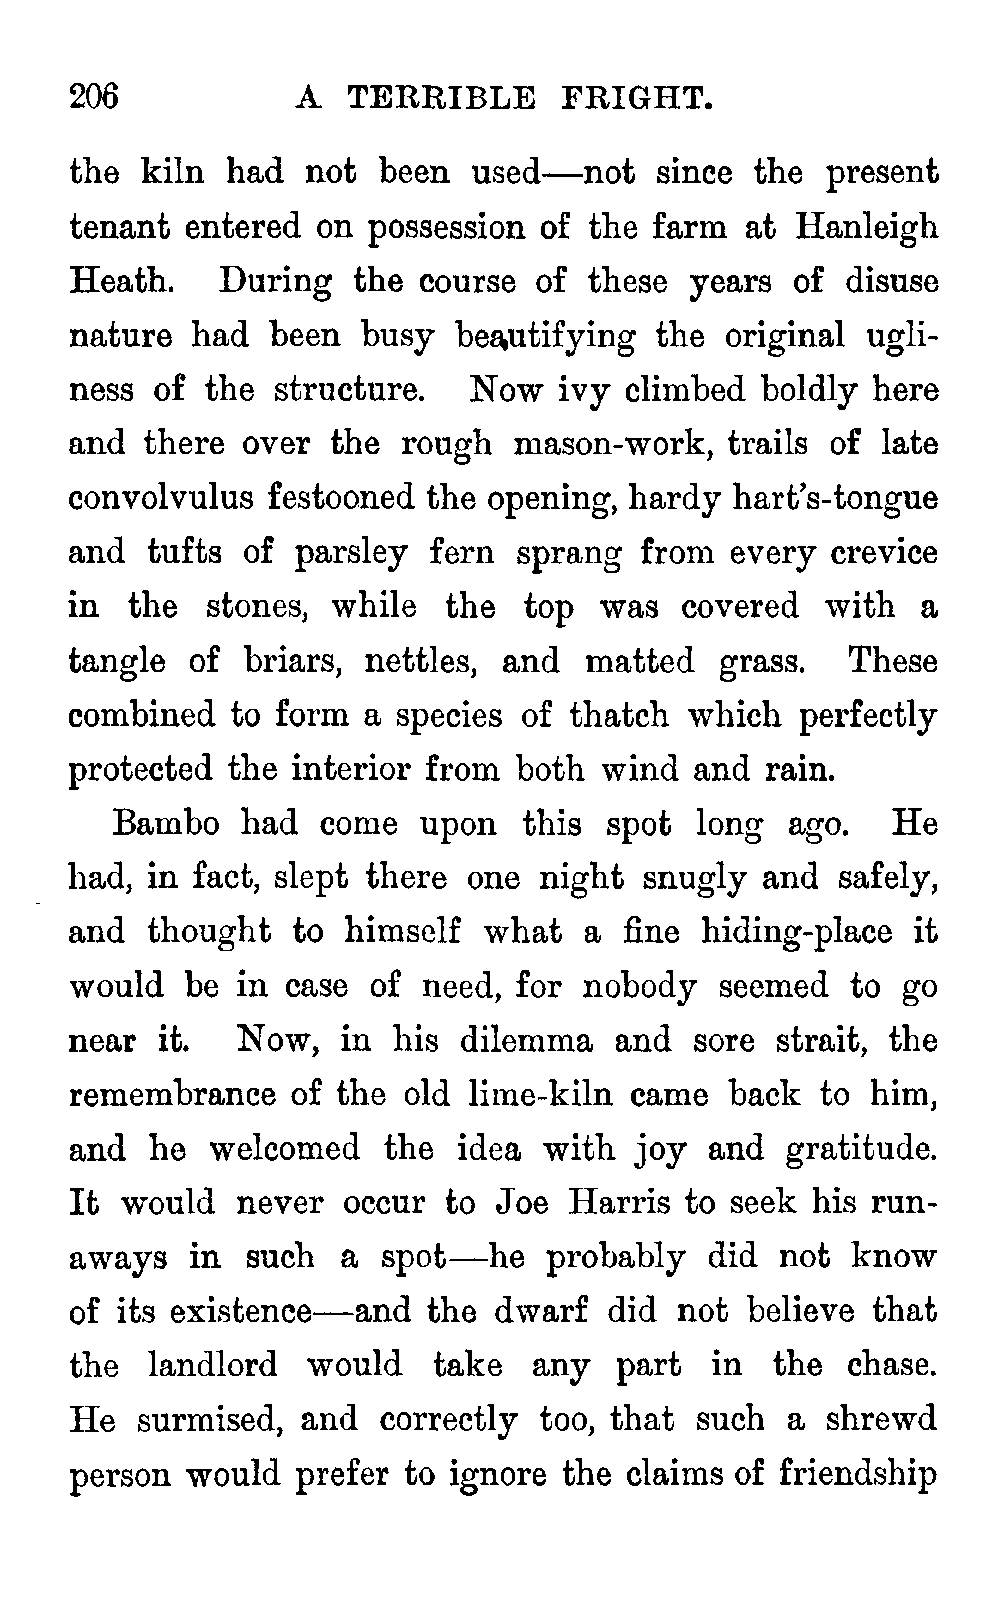 206 A TERRIBLE FRIGHT.
the kiln had not been used—not since the present
tenant entered on possession of the farm at Hanleigh
Heath. During the course of these years of disuse
nature had been busy beautifying the original ugli-
ness of the structure. Now ivy climbed boldly here
and there over the rough mason-work, trails of late
convolvulus festooned the opening, hardy hart's-tongue
and tufts of parsley fern sprang from every crevice
in the stones, while the top was covered with a
tangle of briars, nettles, and matted grass. These
combined to form a species of thatch which perfectly
protected the interior from both wind and rain.
Bambo had come upon this spot long ago. He
had, in fact, slept there one night snugly and safely,
and thought to himself what a fine hiding-place it
would be in case of need, for nobody seemed to go
near it. Now, in his dilemma and sore strait, the
remembrance of the old lime-kiln came back to him,
and he welcomed the idea with joy and gratitude.
It would never occur to Joe Harris to seek his run-
aways in such a spot—he probably did not know
of its existence—and the dwarf did not believe that
the landlord would take any part in the chase.
He surmised, and correctly too, that such a shrewd
person would prefer to ignore the claims of friendship